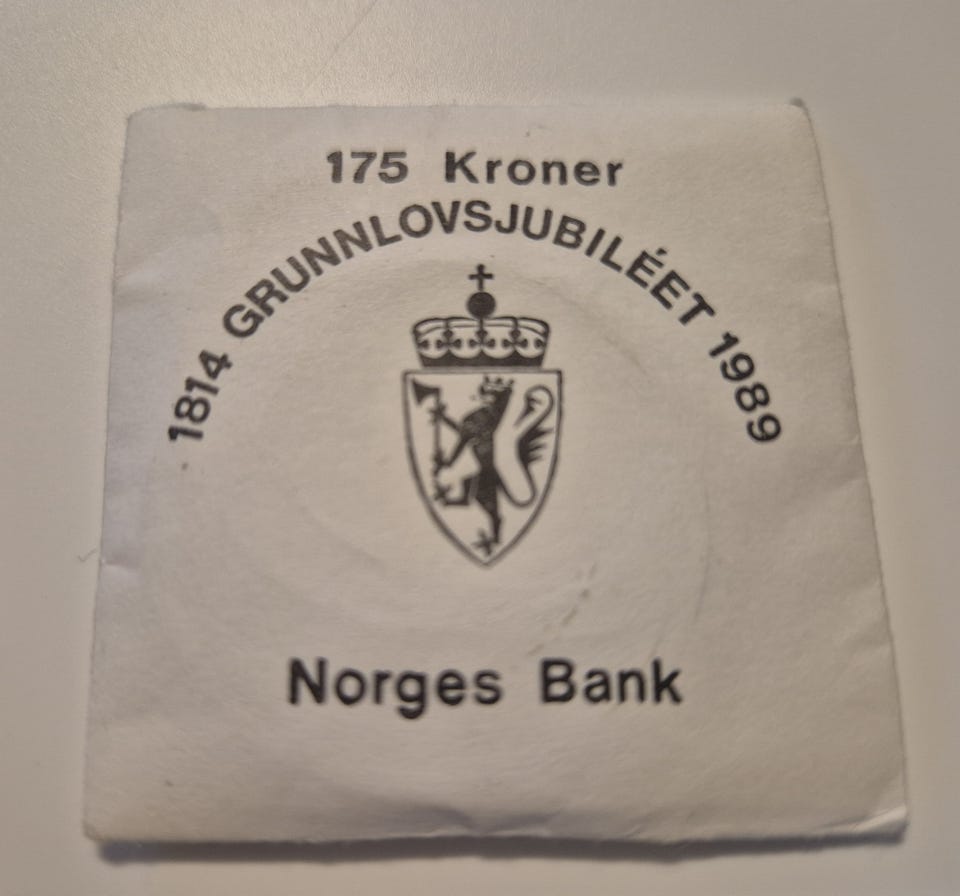 175 Kroner
1814 GRUNNLOVSJUBILÉET 1989
Norges Bank